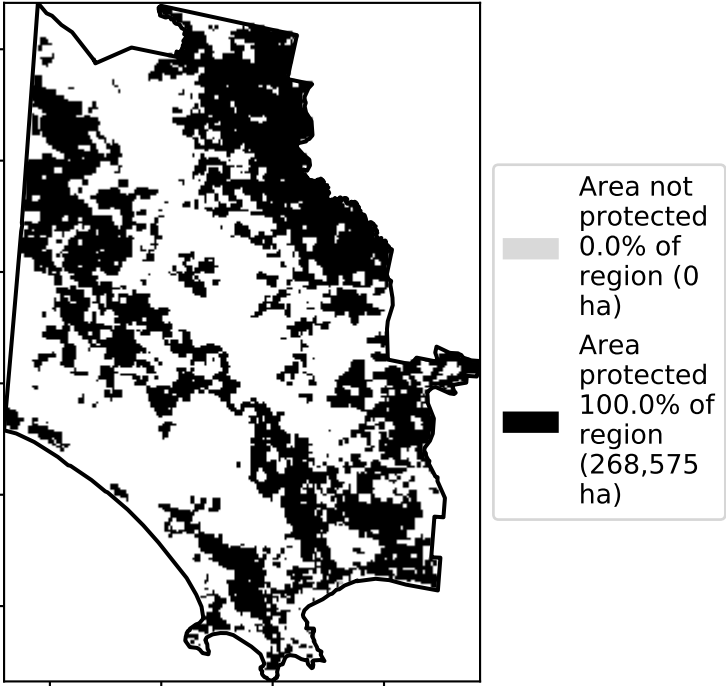 Area not
protected
0.0% of
region (0
ha)
Area
protected
100.0% of
region
(268,575
ha)